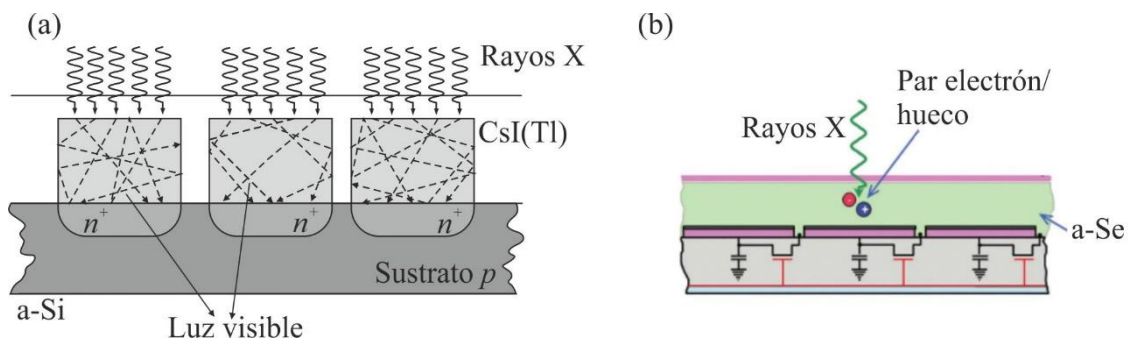 (a)
Rayos X
CsI(Tl)
n+ n+ n+
Sustrato p
a-Si
Luz visible
(b)
Par electrón/
hueco
Rayos X
a-Se